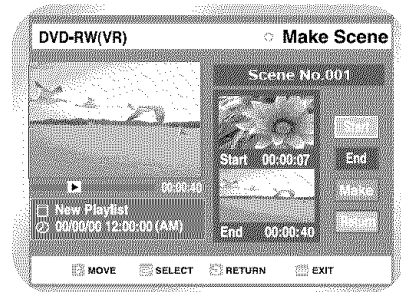 DVD-RW(VR)
Make Scene
Scene No.001
Start 00:00:07
End 00:00:40
Start
End
Make
Return
00:00:40
New Playlist
00/00/00 12:00:00 (AM)
MOVE SELECT RETURN EXIT